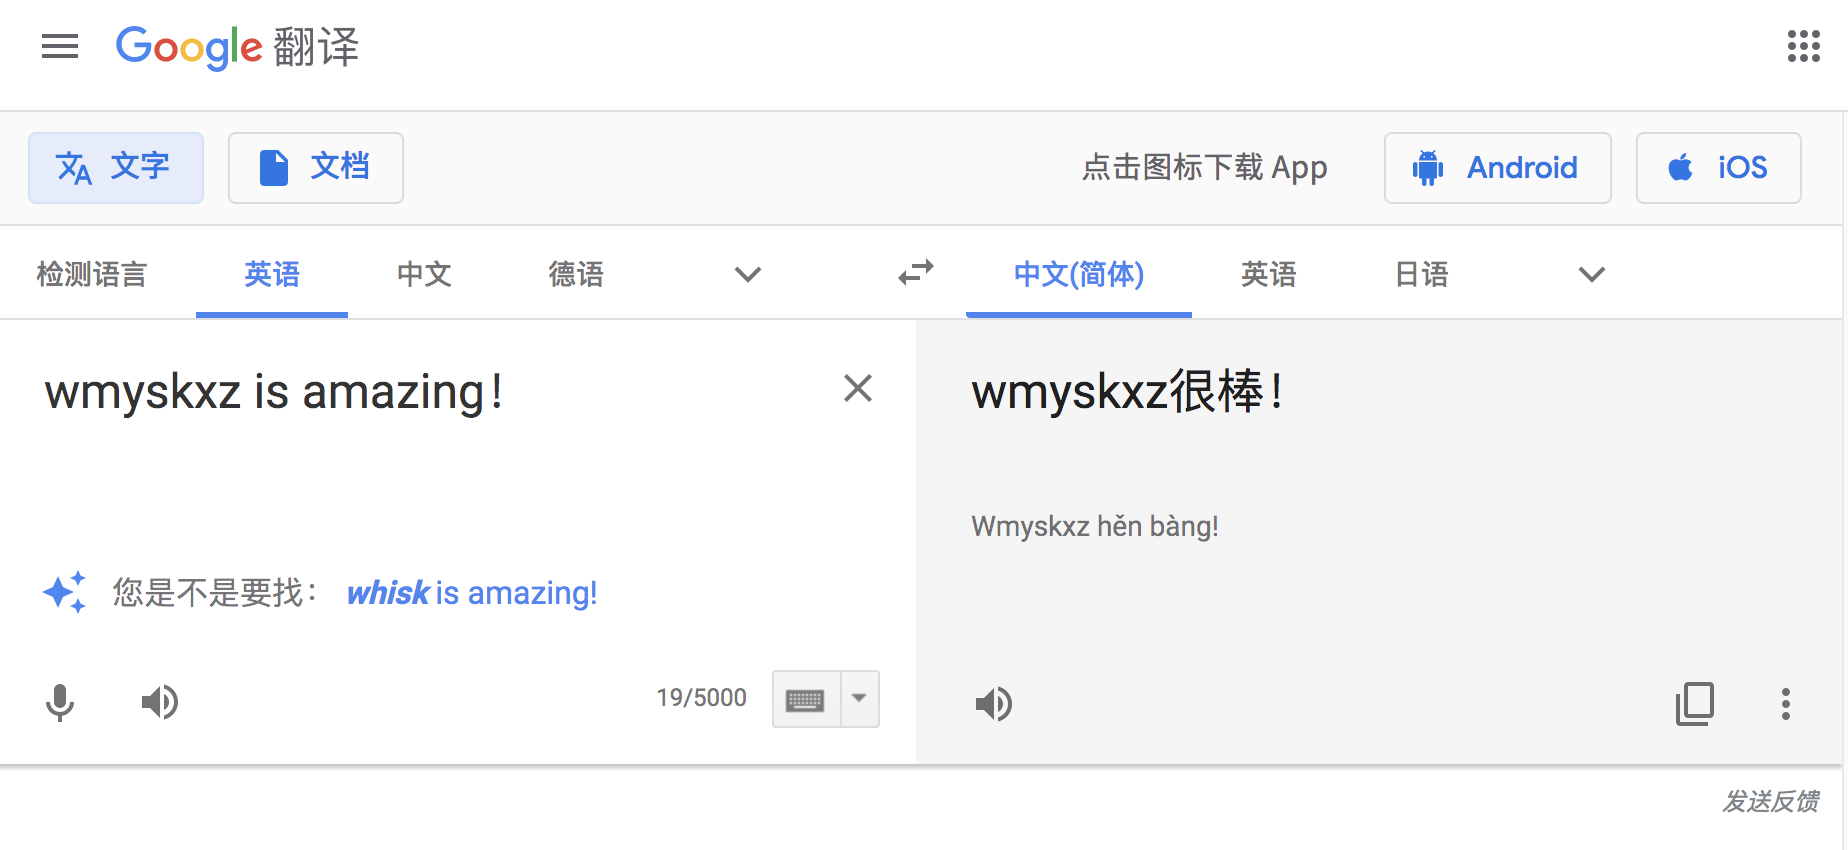 Google 翻译
文字 文档 点击图标下载 App Android iOS
检测语言 英语 中文 德语 中文(简体) 英语 日语
wmyskxz is amazing! wmyskxz很棒!
Wmyskxz hěn bàng!
您是不是要找: whisk is amazing!
19/5000
发送反馈